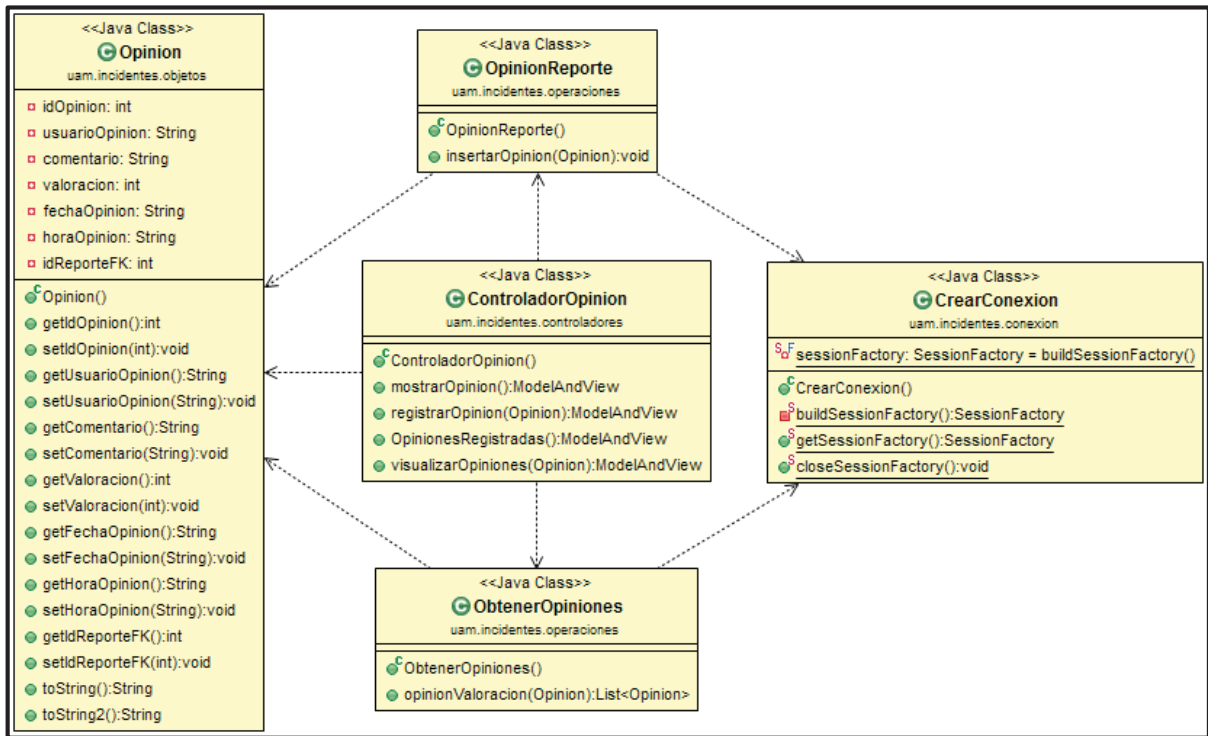 <<Java Class>>
Opinion
uam.incidentes.objetos
idOpinion: int
usuarioOpinion: String
comentario: String
valoracion: int
fechaOpinion: String
horaOpinion: String
idReporteFK: int
Opinion()
getIdOpinion():int
setIdOpinion(int):void
getUsuarioOpinion():String
setUsuarioOpinion(String):void
getComentario():String
setComentario(String):void
getValoracion():int
setValoracion(int):void
getFechaOpinion():String
setFechaOpinion(String):void
getHoraOpinion():String
setHoraOpinion(String):void
getIdReporteFK():int
setIdReporteFK(int):void
toString():String
toString2():String
<<Java Class>>
OpinionReporte
uam.incidentes.operaciones
OpinionReporte()
insertarOpinion(Opinion):void
<<Java Class>>
ControladorOpinion
uam.incidentes.controladores
ControladorOpinion()
mostrarOpinion():ModelAndView
registrarOpinion(Opinion):ModelAndView
OpinionesRegistradas():ModelAndView
visualizarOpiniones(Opinion):ModelAndView
<<Java Class>>
ObtenerOpiniones
uam.incidentes.operaciones
ObtenerOpiniones()
opinionValoracion(Opinion):List<Opinion>
<<Java Class>>
CrearConexion
uam.incidentes.conexion
sessionFactory: SessionFactory = buildSessionFactory()
CrearConexion()
buildSessionFactory():SessionFactory
getSessionFactory():SessionFactory
closeSessionFactory():void